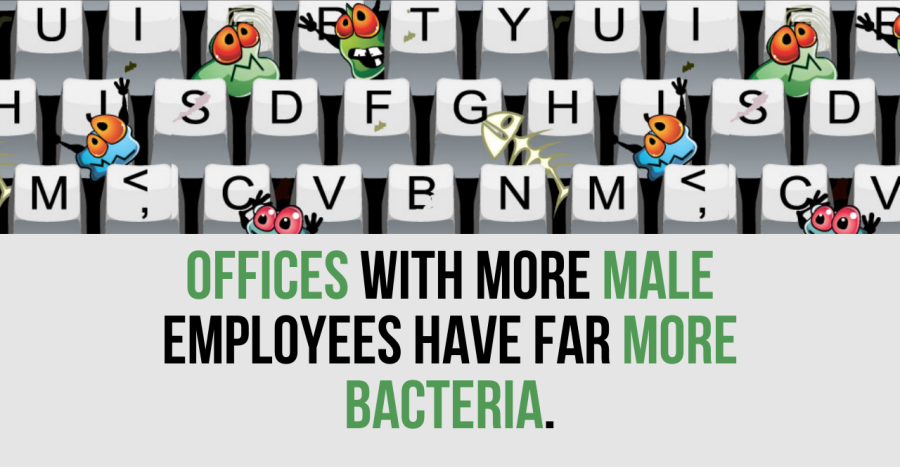 U I E R T Y U I E R
H J S D F G H J S D
M < , C V B N M < , C V
OFFICES WITH MORE MALE
EMPLOYEES HAVE FAR MORE
BACTERIA.